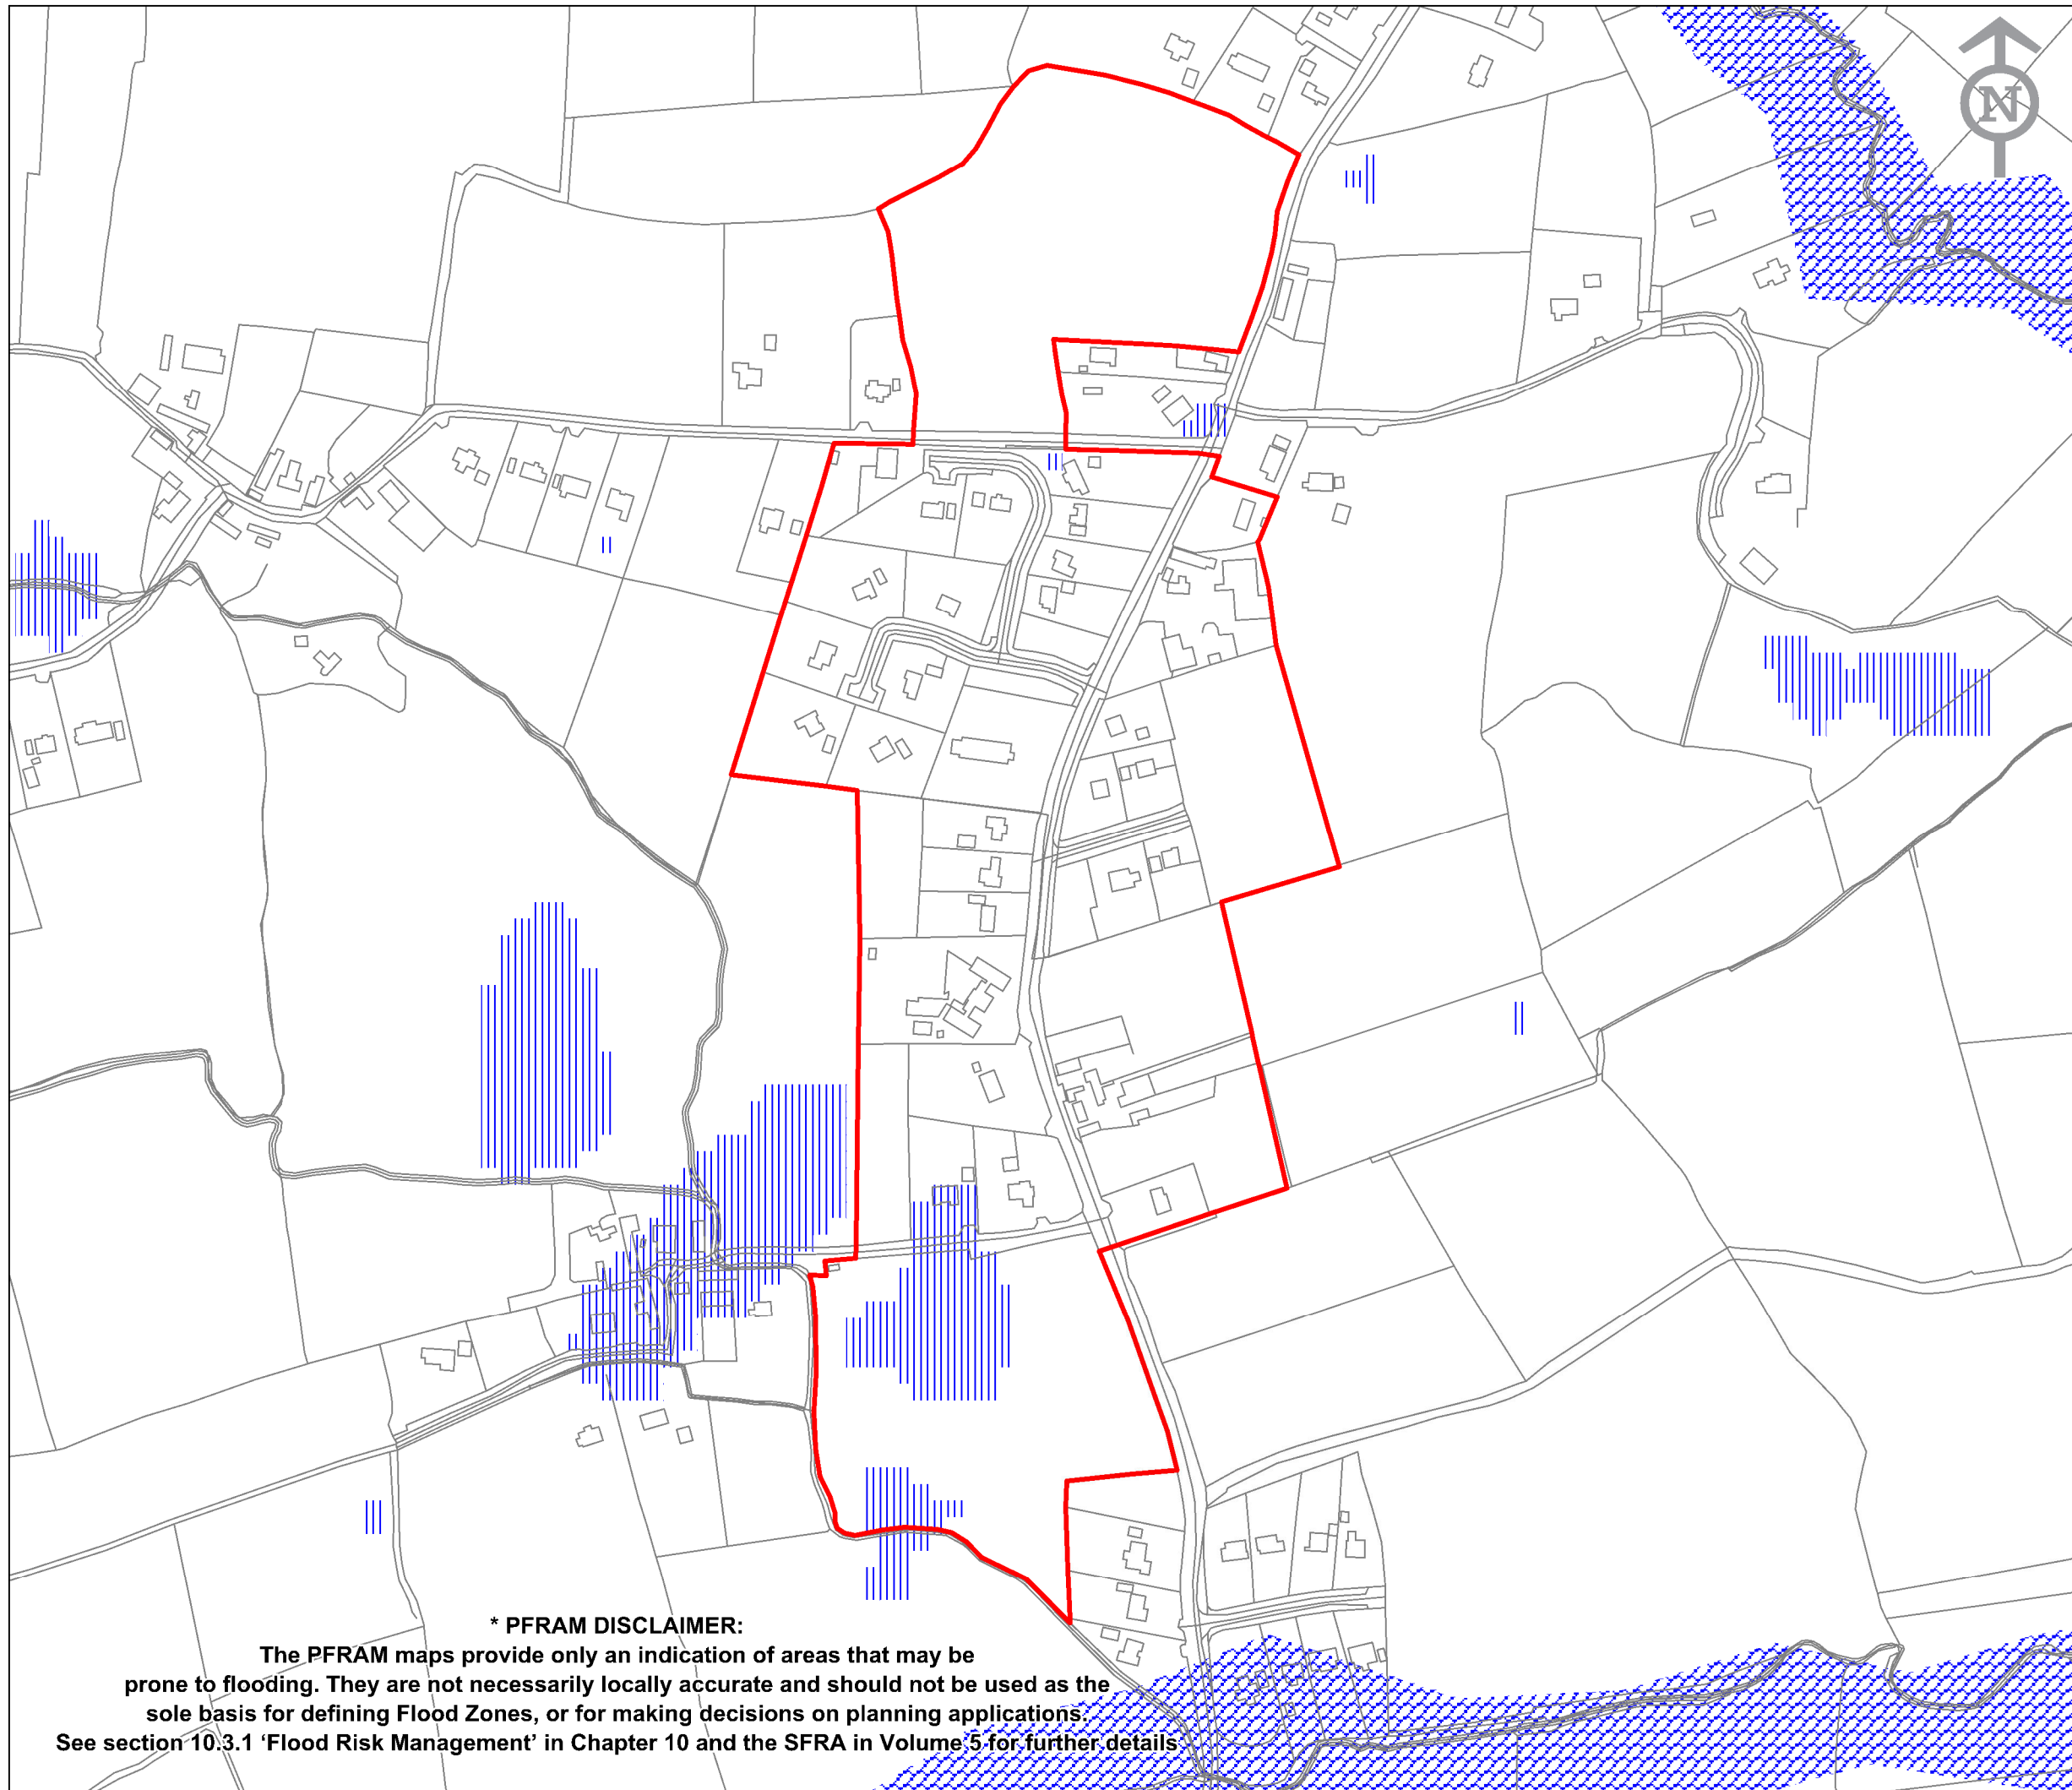 N
* PFRAM DISCLAIMER:
The PFRAM maps provide only an indication of areas that may be
prone to flooding. They are not necessarily locally accurate and should not be used as the
sole basis for defining Flood Zones, or for making decisions on planning applications.
See section 10.3.1 ‘Flood Risk Management’ in Chapter 10 and the SFRA in Volume 5 for further details